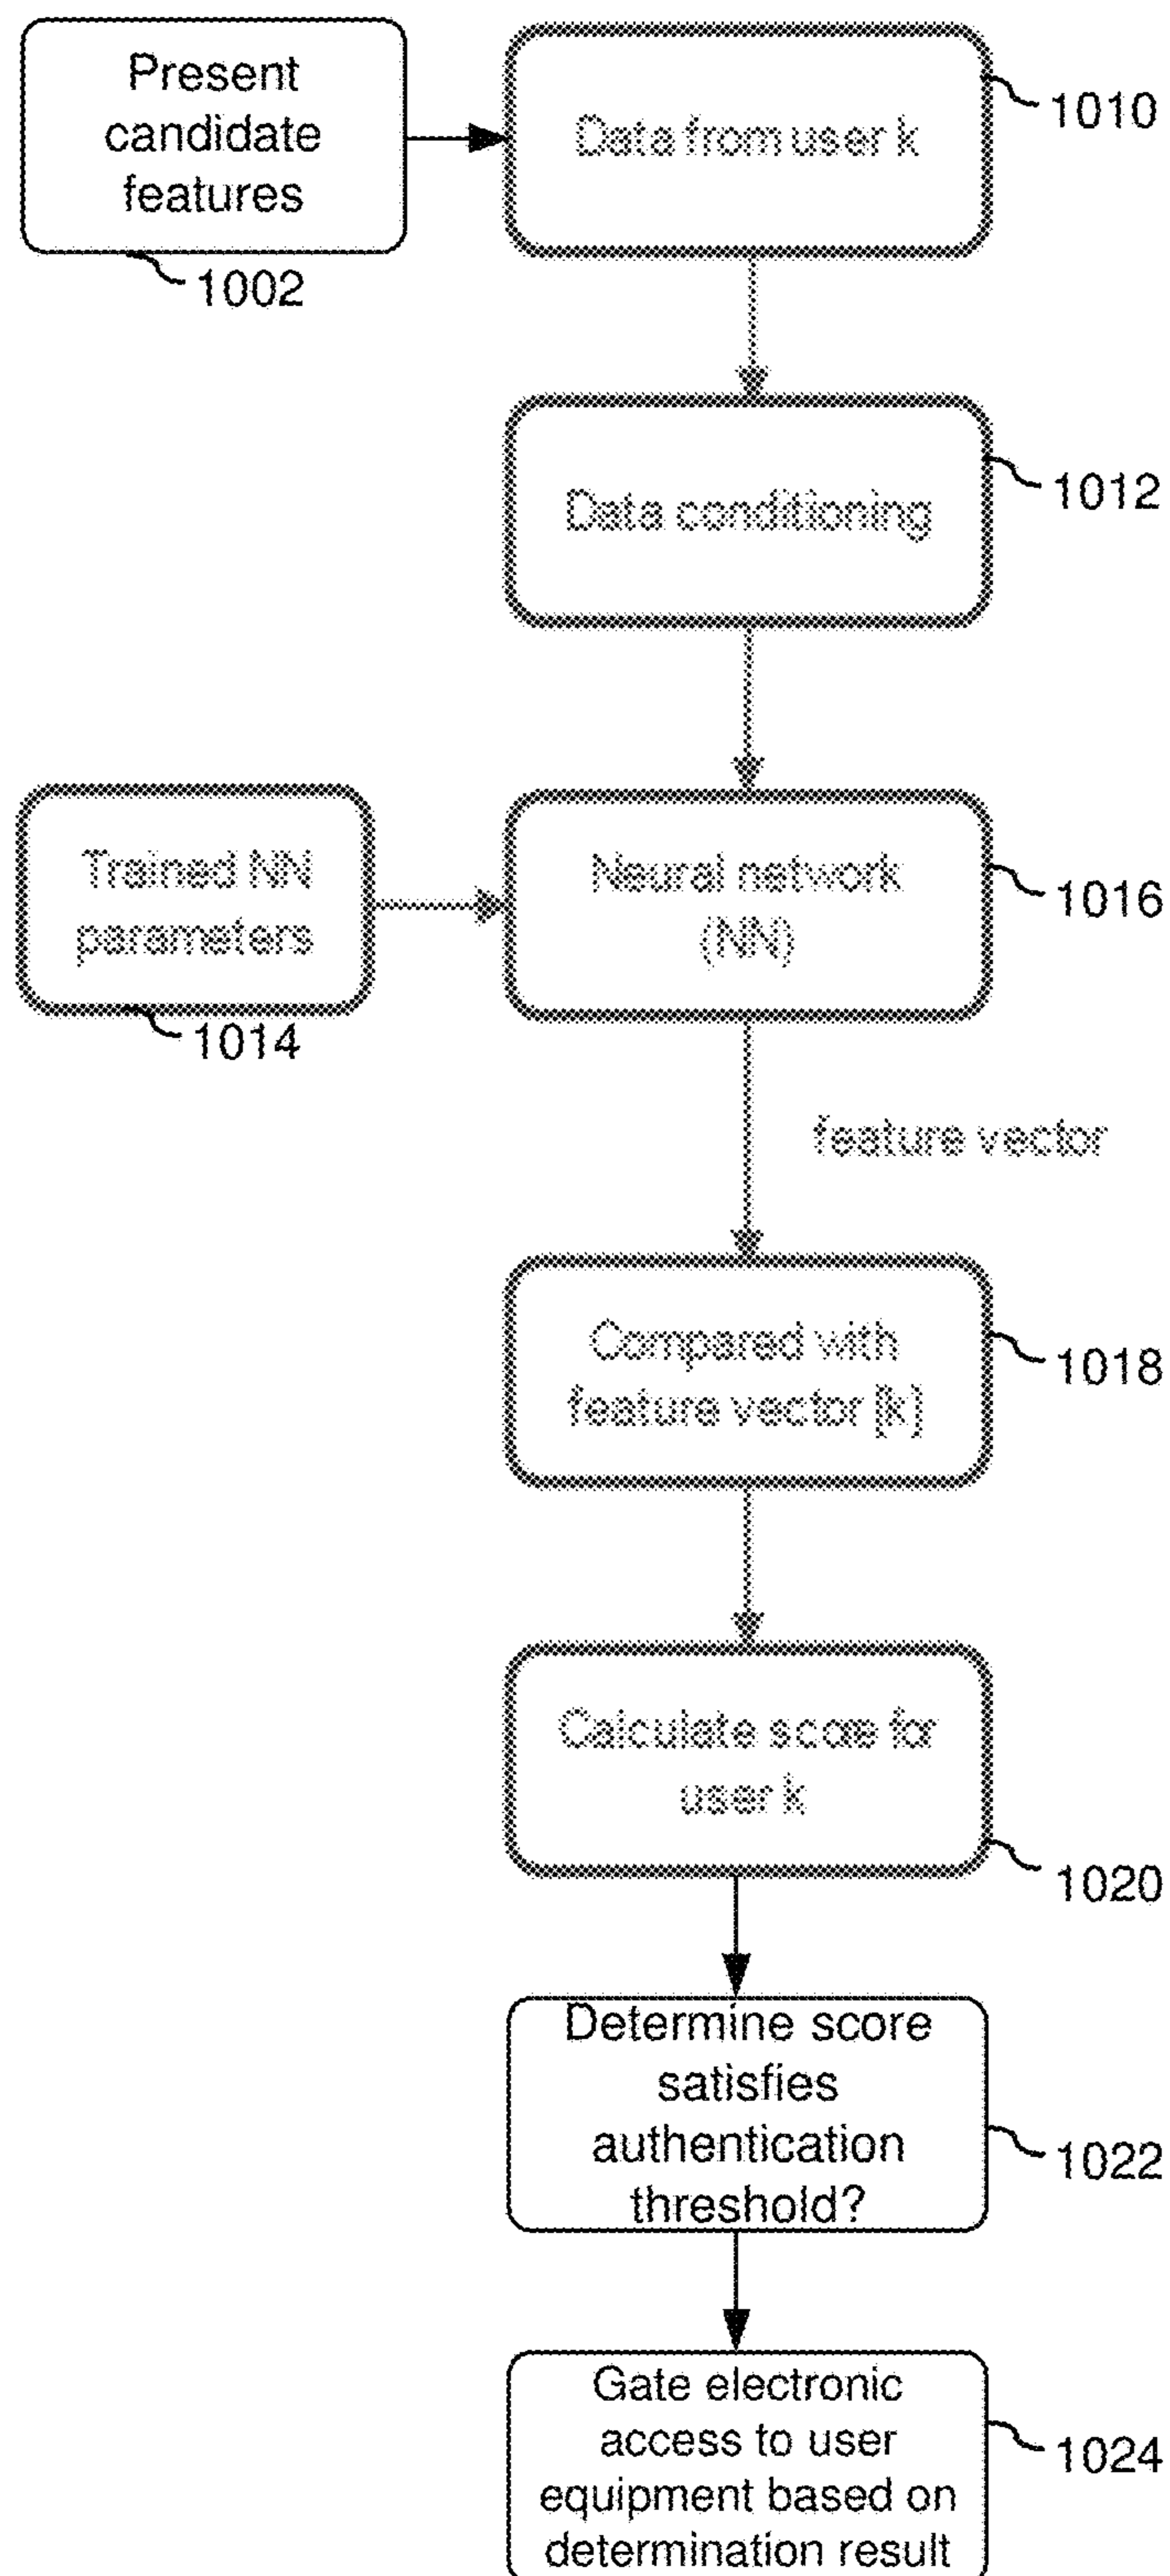 Present
candidate
features
1002
Data from user k
1010
Data conditioning
1012
Trained NN
parameters
1014
Neural network
(NN)
1016
feature vector
Compared with
feature vector [k]
1018
Calculate score for
user k
1020
Determine score
satisfies
authentication
threshold?
1022
Gate electronic
access to user
equipment based on
determination result
1024